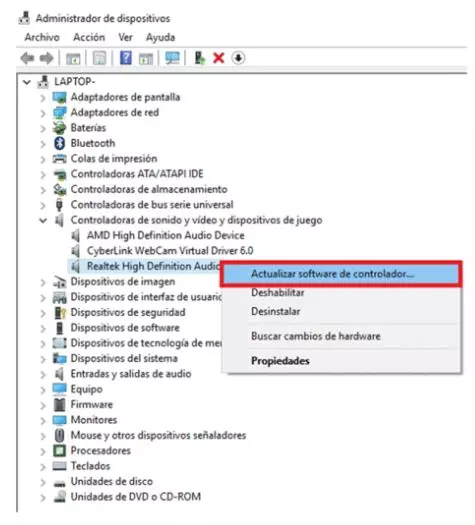 Administrador de dispositivos
Archivo Acción Ver Ayuda
LAPTOP-
Adaptadores de pantalla
Adaptadores de red
Baterías
Bluetooth
Colas de impresión
Controladoras ATA/ATAPI IDE
Controladoras de almacenamiento
Controladoras de bus serie universal
Controladoras de sonido y vídeo y dispositivos de juego
AMD High Definition Audio Device
CyberLink WebCam Virtual Driver 6.0
Realtek High Definition Audio
Actualizar software de controlador...
Dispositivos de imagen
Deshabilitar
Dispositivos de interfaz de usuario
Desinstalar
Dispositivos de seguridad
Dispositivos de software
Buscar cambios de hardware
Dispositivos de tecnología de me
Dispositivos del sistema
Propiedades
Entradas y salidas de audio
Equipo
Firmware
Monitores
Mouse y otros dispositivos señaladores
Procesadores
Teclados
Unidades de disco
Unidades de DVD o CD-ROM